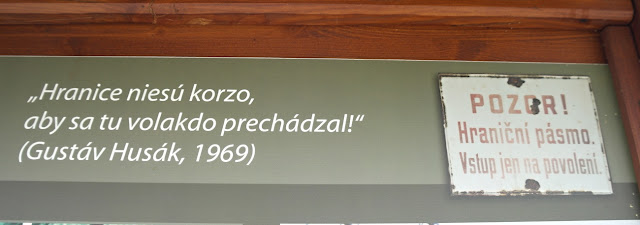 „Hranice niesú korzo,
aby sa tu volakdo prechádzal!“
(Gustáv Husák, 1969)
POZOR!
Hraniční pásmo.
Vstup jen na povolení.